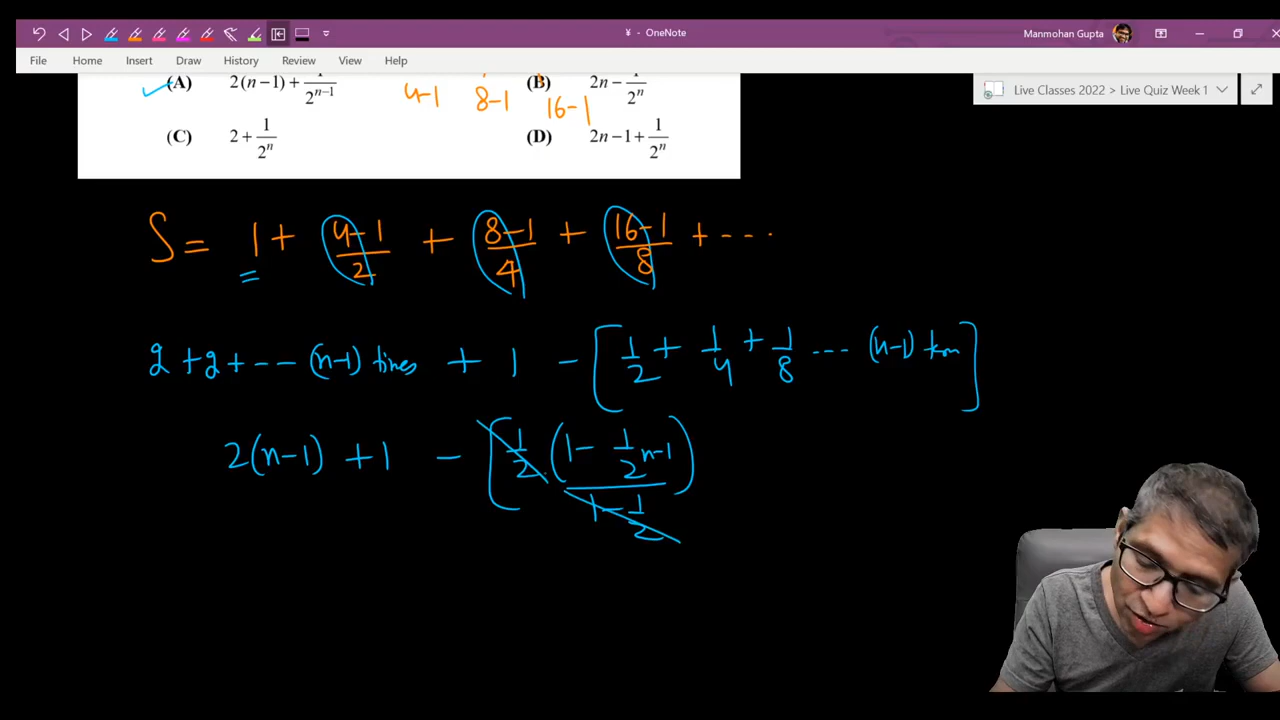 ¥ - OneNote
Manmohan Gupta
File Home Insert Draw History Review View Help
Live Classes 2022 > Live Quiz Week 1
(A) 2(n−1)+1/2^{n−1} 4-1 8-1 (B) 2n−1/2^n
16-1
(C) 2+1/2^n (D) 2n−1+1/2^n
S = 1 + (4-1)/2 + (8-1)/4 + (16-1)/8 + ----
2+2+--- (n-1) times + 1 - [1/2 + 1/4 + 1/8 --- (n-1) term]
2(n-1) +1 - [1/2 (1- 1/2^{n-1})/(1-1/2)